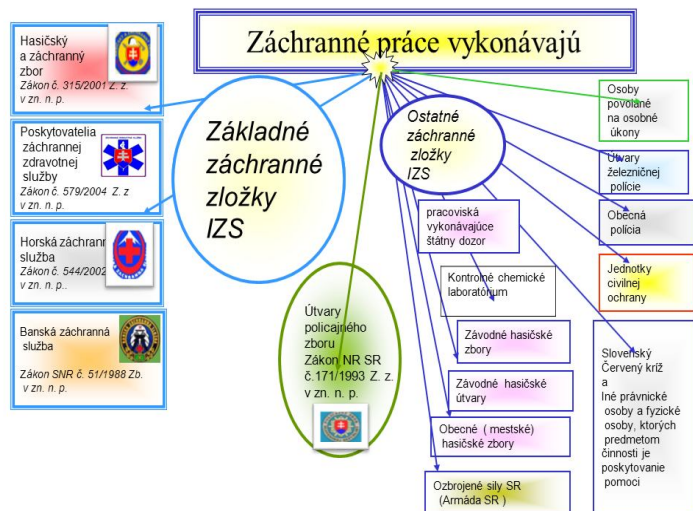 Záchranné práce vykonávajú
Hasičský
a záchranný
zbor
Zákon č. 315/2001 Z. z.
v zn. n. p.
Poskytovatelia
záchrannej
zdravotnej
služby
Zákon č. 579/2004 Z. z
v zn. n. p.
Horská záchranná
služba
Zákon č. 544/2002
v zn. n. p..
Banská záchranná
služba
Zákon SNR č. 51/1988 Zb.
v zn. n. p.
Základné
záchranné
zložky
IZS
Útvary
policajného
zboru
Zákon NR SR
č.171/1993 Z. z.
v zn. n. p.
Ostatné
záchranné
zložky
IZS
pracoviská
vykonávajúce
štátny dozor
Kontrolné chemické
laboratórium
Závodné hasičské
zbory
Závodné hasičské
útvary
Obecné ( mestské)
hasičské zbory
Ozbrojené sily SR
(Armáda SR )
Osoby
povolané
na osobné
úkony
Útvary
železničnej
polície
Obecná
polícia
Jednotky
civilnej
ochrany
Slovenský
Červený kríž
a
Iné právnické
osoby a fyzické
osoby, ktorých
predmetom
činnosti je
poskytovanie
pomoci